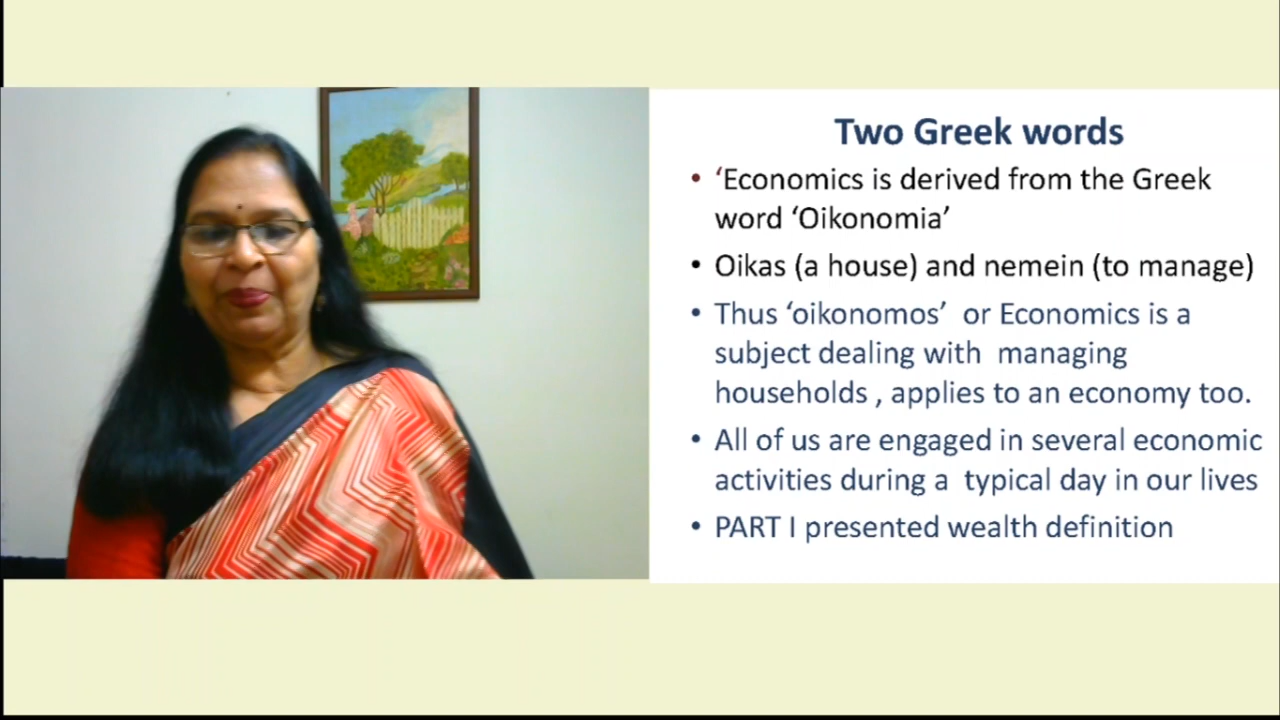 Two Greek words
• ‘Economics is derived from the Greek
word ‘Oikonomia’
• Oikas (a house) and nemein (to manage)
• Thus ‘oikonomos’ or Economics is a
subject dealing with managing
households , applies to an economy too.
• All of us are engaged in several economic
activities during a typical day in our lives
• PART I presented wealth definition